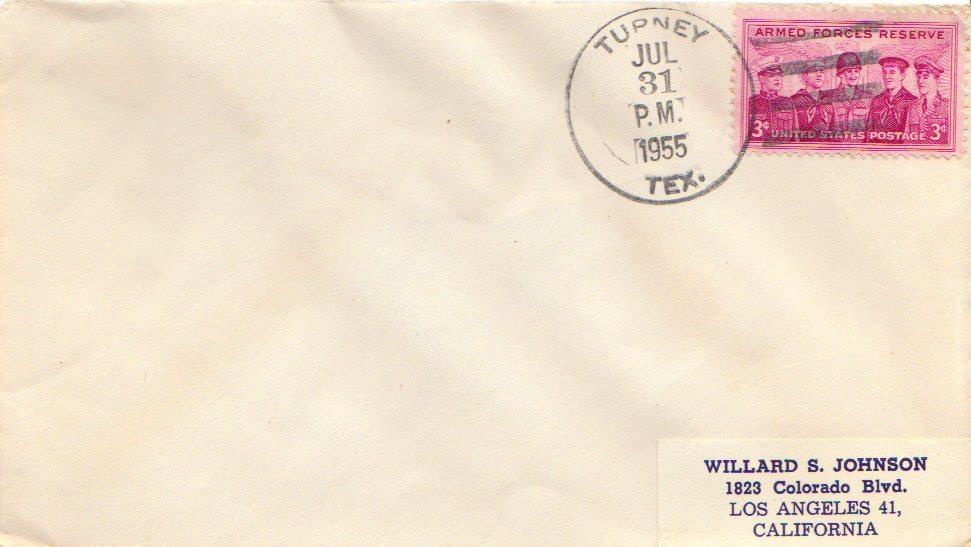 TURNEY
JUL
31
P.M.
1955
TEX.
ARMED FORCES RESERVE
3¢ UNITED STATES POSTAGE 3¢
WILLARD S. JOHNSON
1823 Colorado Blvd.
LOS ANGELES 41,
CALIFORNIA